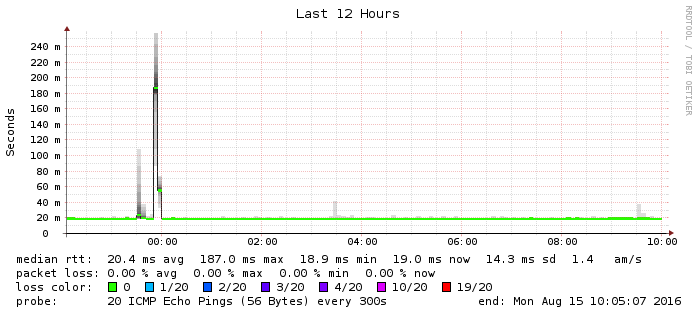 Last 12 Hours
RRDTOOL / TOBI OETIKER
Seconds
240 m
220 m
200 m
180 m
160 m
140 m
120 m
100 m
80 m
60 m
40 m
20 m
0
00:00 02:00 04:00 06:00 08:00 10:00
median rtt: 20.4 ms avg 187.0 ms max 18.9 ms min 19.0 ms now 14.3 ms sd 1.4 am/s
packet loss: 0.00 % avg 0.00 % max 0.00 % min 0.00 % now
loss color: 0 1/20 2/20 3/20 4/20 10/20 19/20
probe: 20 ICMP Echo Pings (56 Bytes) every 300s end: Mon Aug 15 10:05:07 2016